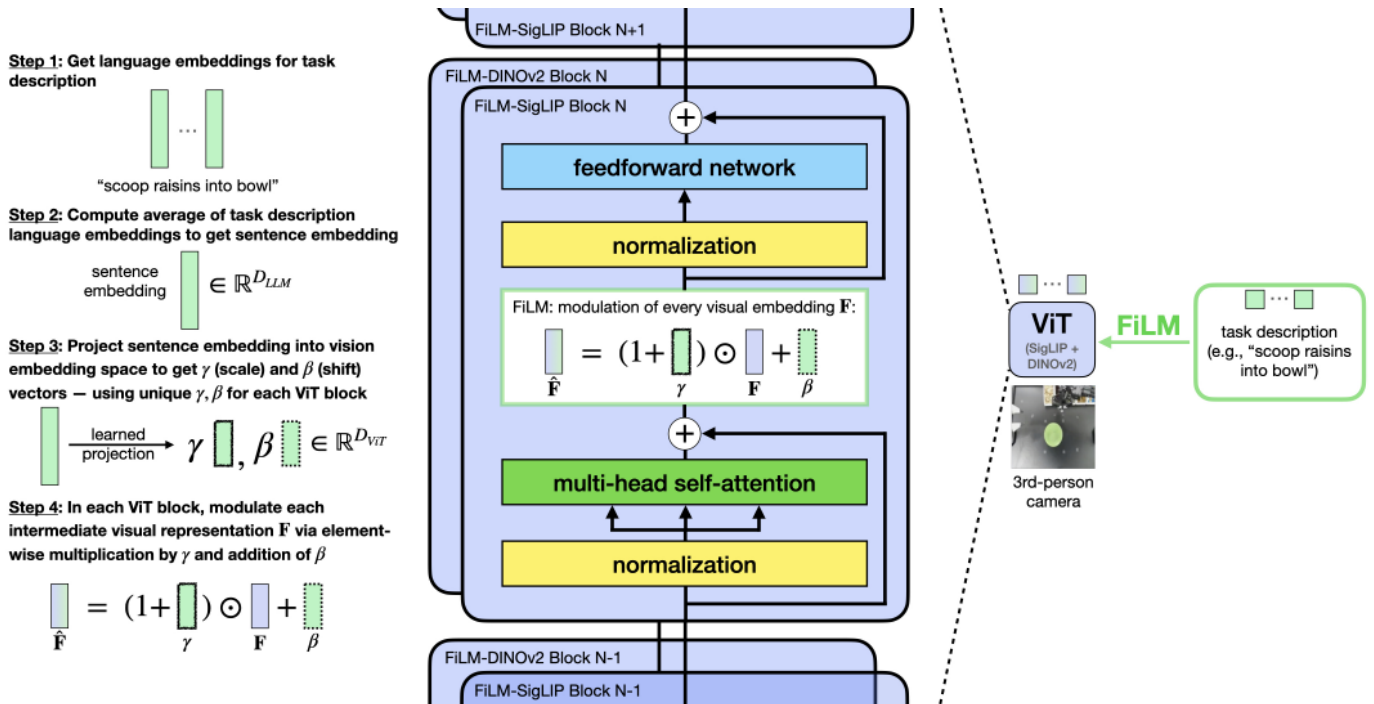 Step 1: Get language embeddings for task
description
...
“scoop raisins into bowl”
Step 2: Compute average of task description
language embeddings to get sentence embedding
sentence
embedding
∈ ℝ^{D_{LLM}}
Step 3: Project sentence embedding into vision
embedding space to get γ (scale) and β (shift)
vectors — using unique γ, β for each ViT block
learned
projection
γ , β ∈ ℝ^{D_{ViT}}
Step 4: In each ViT block, modulate each
intermediate visual representation F via element-
wise multiplication by γ and addition of β
= (1+ ) ⊙ +
F̂ γ F β
FiLM-SigLIP Block N+1
FiLM-DINOv2 Block N
FiLM-SigLIP Block N
+
feedforward network
normalization
FiLM: modulation of every visual embedding F:
= (1+ ) ⊙ +
F̂ γ F β
+
multi-head self-attention
normalization
FiLM-DINOv2 Block N-1
FiLM-SigLIP Block N-1
...
ViT
(SigLIP +
DINOv2)
3rd-person
camera
FiLM
...
task description
(e.g., “scoop raisins
into bowl”)